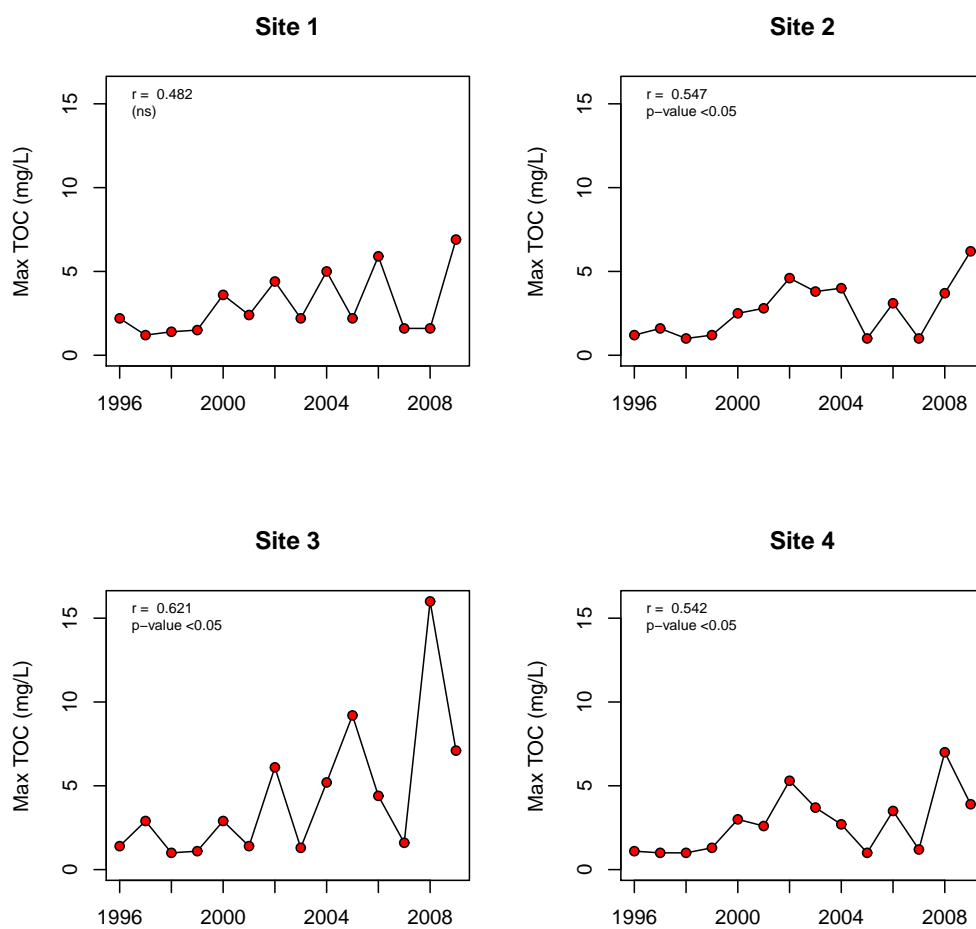 Site 1
r = 0.482
(ns)
Max TOC (mg/L)
15
10
5
0
1996 2000 2004 2008
Site 2
r = 0.547
p-value <0.05
Max TOC (mg/L)
15
10
5
0
1996 2000 2004 2008
Site 3
r = 0.621
p-value <0.05
Max TOC (mg/L)
15
10
5
0
1996 2000 2004 2008
Site 4
r = 0.542
p-value <0.05
Max TOC (mg/L)
15
10
5
0
1996 2000 2004 2008